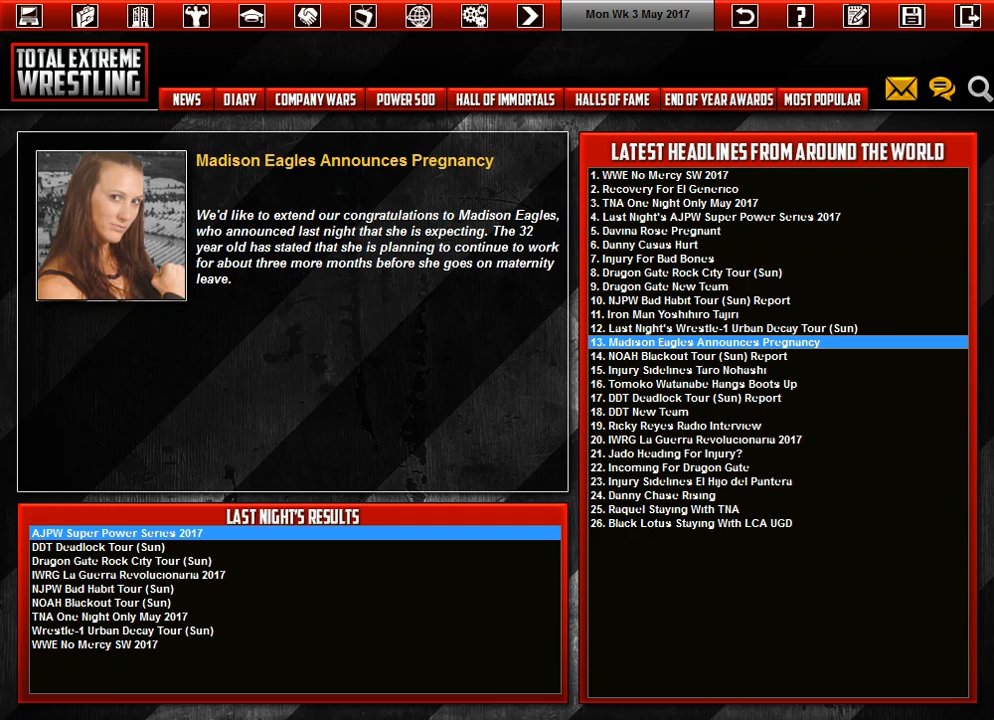 Mon Wk 3 May 2017
TOTAL EXTREME
WRESTLING
NEWS
DIARY
COMPANY WARS
POWER 500
HALL OF IMMORTALS
HALLS OF FAME
END OF YEAR AWARDS
MOST POPULAR
Madison Eagles Announces Pregnancy
We'd like to extend our congratulations to Madison Eagles,
who announced last night that she is expecting. The 32
year old has stated that she is planning to continue to work
for about three more months before she goes on maternity
leave.
LAST NIGHT'S RESULTS
AJPW Super Power Series 2017
DDT Deadlock Tour (Sun)
Dragon Gate Rock City Tour (Sun)
IWRG La Guerra Revolucionaria 2017
NJPW Bad Habit Tour (Sun)
NOAH Blackout Tour (Sun)
TNA One Night Only May 2017
Wrestle-1 Urban Decay Tour (Sun)
WWE No Mercy SW 2017
LATEST HEADLINES FROM AROUND THE WORLD
1. WWE No Mercy SW 2017
2. Recovery For El Generico
3. TNA One Night Only May 2017
4. Last Night's AJPW Super Power Series 2017
5. Davina Rose Pregnant
6. Danny Casas Hurt
7. Injury For Bad Bones
8. Dragon Gate Rock City Tour (Sun)
9. Dragon Gate New Team
10. NJPW Bad Habit Tour (Sun) Report
11. Iron Man Yoshihiro Tajiri
12. Last Night's Wrestle-1 Urban Decay Tour (Sun)
13. Madison Eagles Announces Pregnancy
14. NOAH Blackout Tour (Sun) Report
15. Injury Sidelines Taro Nohashi
16. Tomoko Watanabe Hangs Boots Up
17. DDT Deadlock Tour (Sun) Report
18. DDT New Team
19. Ricky Reyes Radio Interview
20. IWRG La Guerra Revolucionaria 2017
21. Jado Heading For Injury?
22. Incoming For Dragon Gate
23. Injury Sidelines El Hijo del Pantera
24. Danny Chase Rising
25. Raquel Staying With TNA
26. Black Lotus Staying With LCA UGD